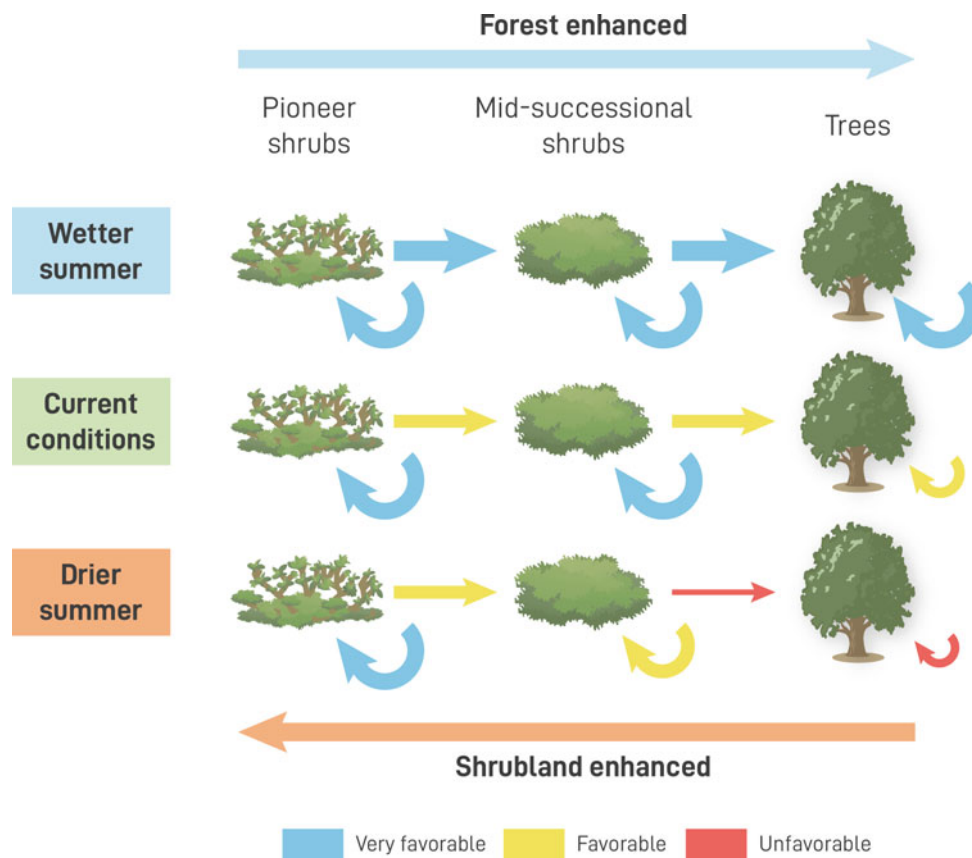 Forest enhanced
Pioneer
shrubs
Mid-successional
shrubs
Trees
Wetter
summer
Current
conditions
Drier
summer
Shrubland enhanced
Very favorable
Favorable
Unfavorable